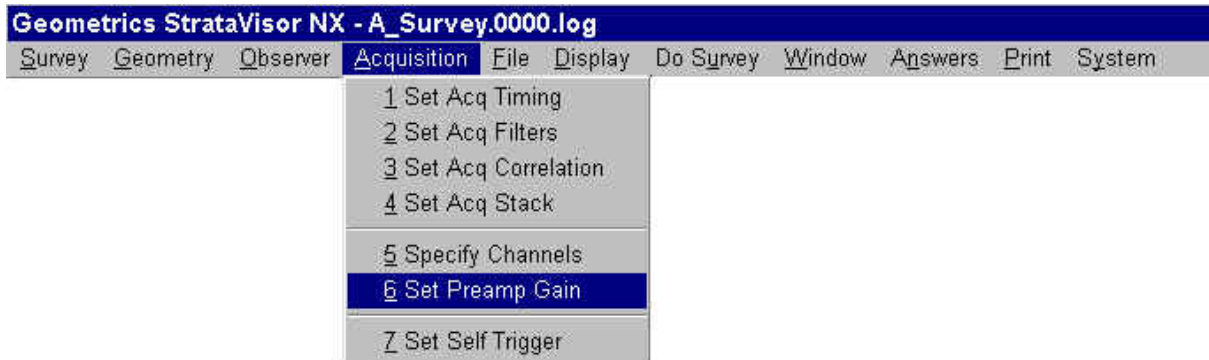 Geometrics StrataVisor NX - A_Survey.0000.log
Survey Geometry Observer Acquisition File Display Do Survey Window Answers Print System
1 Set Acq Timing
2 Set Acq Filters
3 Set Acq Correlation
4 Set Acq Stack
5 Specify Channels
6 Set Preamp Gain
7 Set Self Trigger